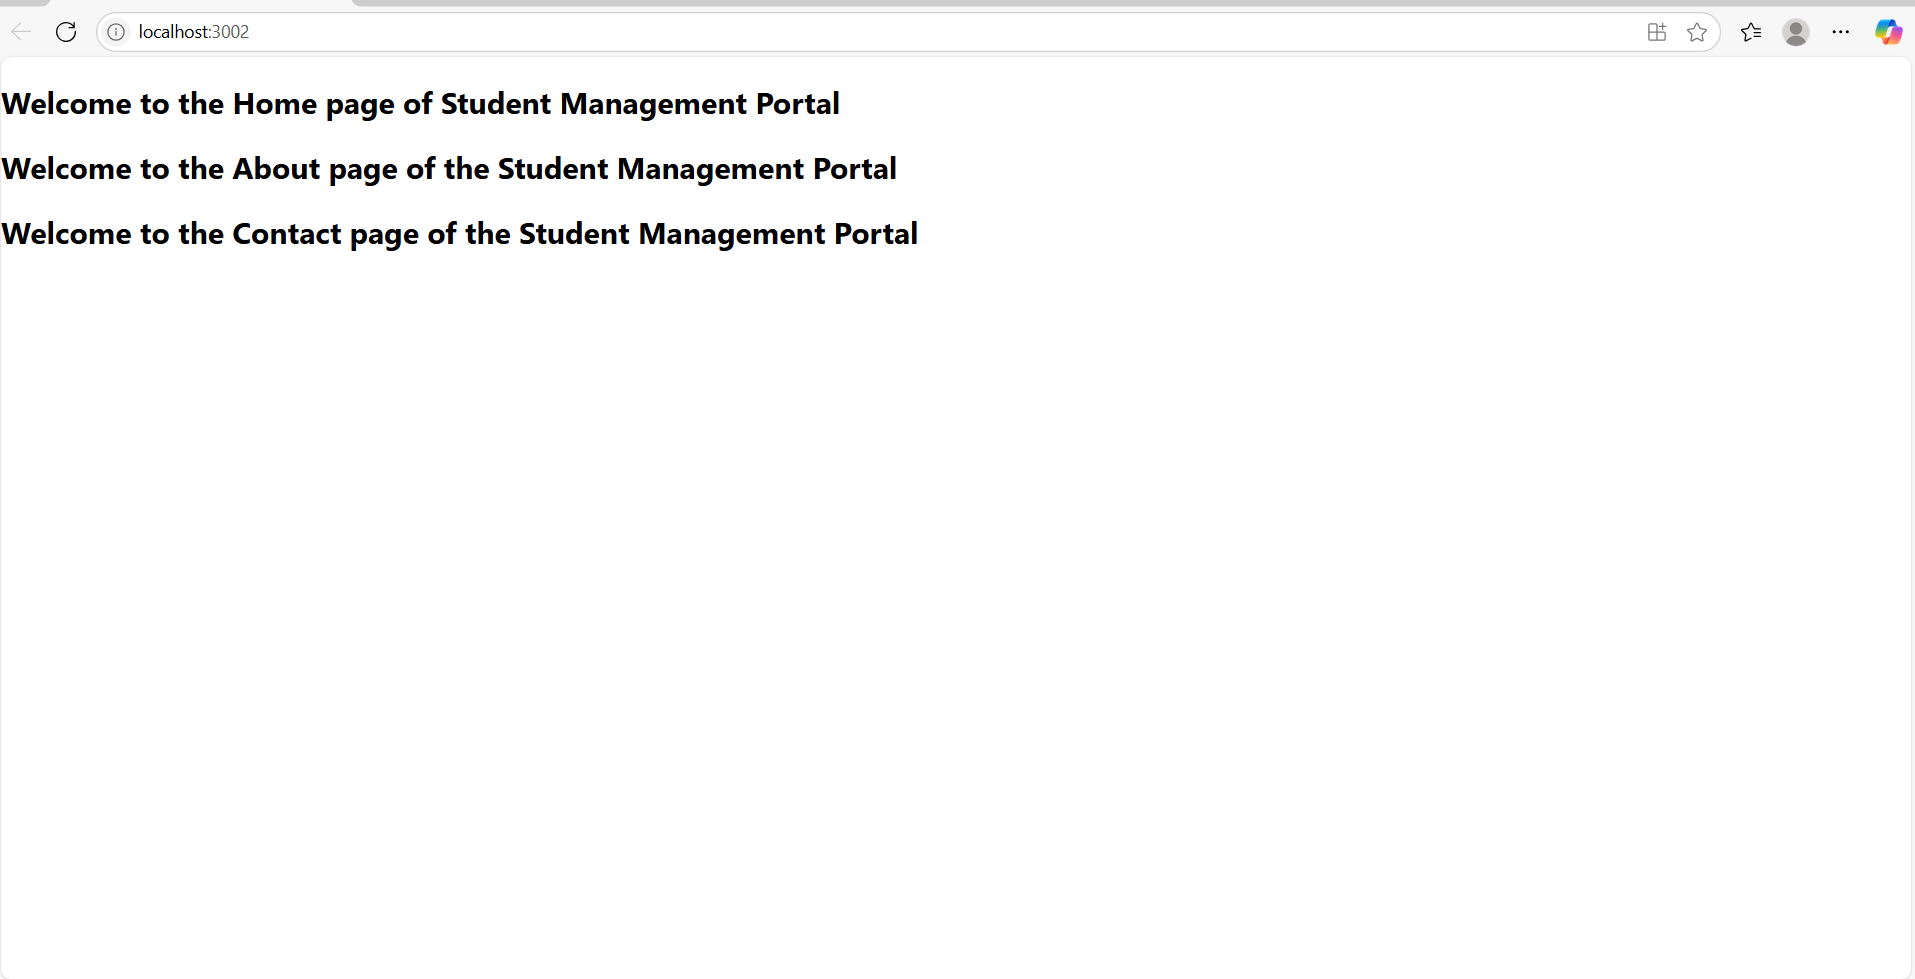 localhost:3002
Welcome to the Home page of Student Management Portal
Welcome to the About page of the Student Management Portal
Welcome to the Contact page of the Student Management Portal